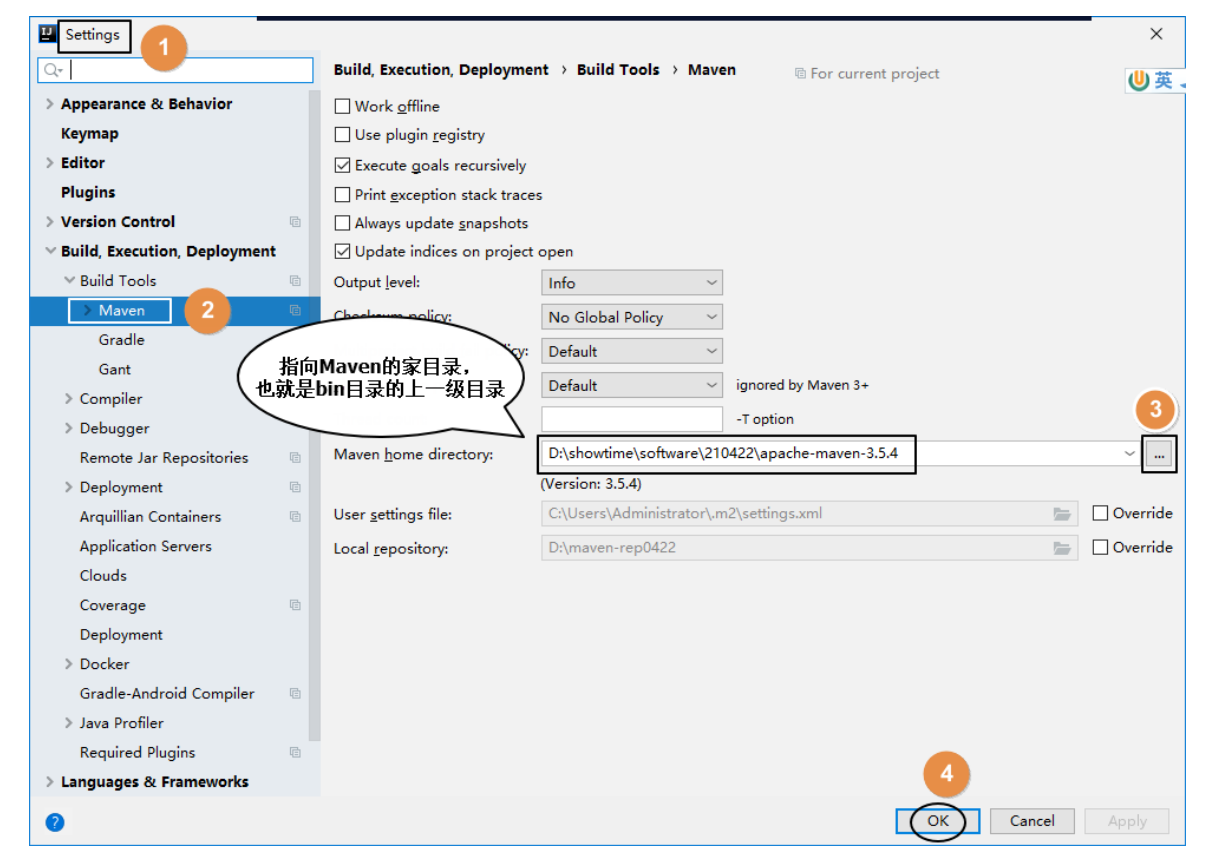 Settings
1
Build, Execution, Deployment › Build Tools › Maven
For current project
英
Appearance & Behavior
Keymap
Editor
Plugins
Version Control
Build, Execution, Deployment
Build Tools
Maven
2
Gradle
Gant
Compiler
Debugger
Remote Jar Repositories
Deployment
Arquillian Containers
Application Servers
Clouds
Coverage
Deployment
Docker
Gradle-Android Compiler
Java Profiler
Required Plugins
Languages & Frameworks
Work offline
Use plugin registry
Execute goals recursively
Print exception stack traces
Always update snapshots
Update indices on project open
Output level: Info
No Global Policy
Default
Default ignored by Maven 3+
-T option
指向Maven的家目录，
也就是bin目录的上一级目录
3
Maven home directory: D:\showtime\software\210422\apache-maven-3.5.4 ...
(Version: 3.5.4)
User settings file: C:\Users\Administrator\.m2\settings.xml Override
Local repository: D:\maven-rep0422 Override
4
? OK Cancel Apply